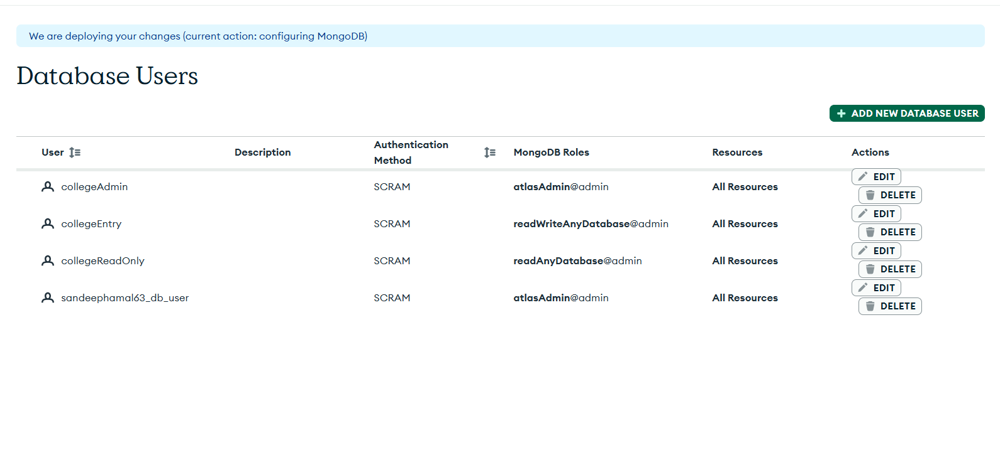 We are deploying your changes (current action: configuring MongoDB)
Database Users
ADD NEW DATABASE USER
User Description Authentication Method MongoDB Roles Resources Actions
collegeAdmin SCRAM atlasAdmin@admin All Resources EDIT
DELETE
collegeEntry SCRAM readWriteAnyDatabase@admin All Resources EDIT
DELETE
collegeReadOnly SCRAM readAnyDatabase@admin All Resources EDIT
DELETE
sandeephamal63_db_user SCRAM atlasAdmin@admin All Resources EDIT
DELETE